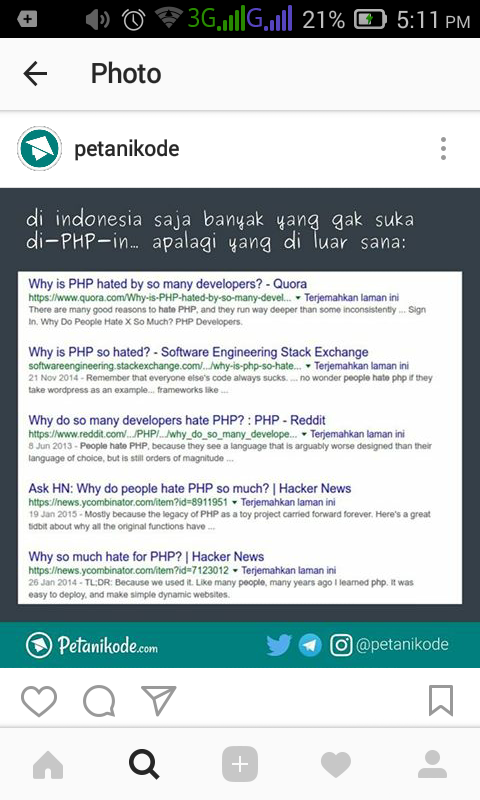 3G G 21% 5:11 PM
Photo
petanikode
di indonesia saja banyak yang gak suka
di-PHP-in... apalagi yang di luar sana:
Why is PHP hated by so many developers? - Quora
https://www.quora.com/Why-is-PHP-hated-by-so-many-devel... Terjemahkan laman ini
There are many good reasons to hate PHP, and they run way deeper than some inconsistently ... Sign
In. Why Do People Hate X So Much? PHP Developers.
Why is PHP so hated? - Software Engineering Stack Exchange
softwareengineering.stackexchange.com/.../why-is-php-so-hate... Terjemahkan laman ini
21 Nov 2014 - Remember that everyone else's code always sucks. ... no wonder people hate php if they
take wordpress as an example... frameworks like ...
Why do so many developers hate PHP? : PHP - Reddit
https://www.reddit.com/.../PHP/.../why_do_so_many_develope... Terjemahkan laman ini
8 Jun 2013 - People hate PHP, because they see a language that is arguably worse designed than their
language of choice, but is still orders of magnitude ...
Ask HN: Why do people hate PHP so much? | Hacker News
https://news.ycombinator.com/item?id=8911951 Terjemahkan laman ini
19 Jan 2015 - Mostly because the legacy of PHP as a toy project carried forward forever. Here's a great
tidbit about why all the original functions have ...
Why so much hate for PHP? | Hacker News
https://news.ycombinator.com/item?id=7123012 Terjemahkan laman ini
26 Jan 2014 - TL;DR: Because we used it. Like many people, many years ago I learned php. It was
easy to deploy, and make simple dynamic websites.
Petanikode.com @petanikode